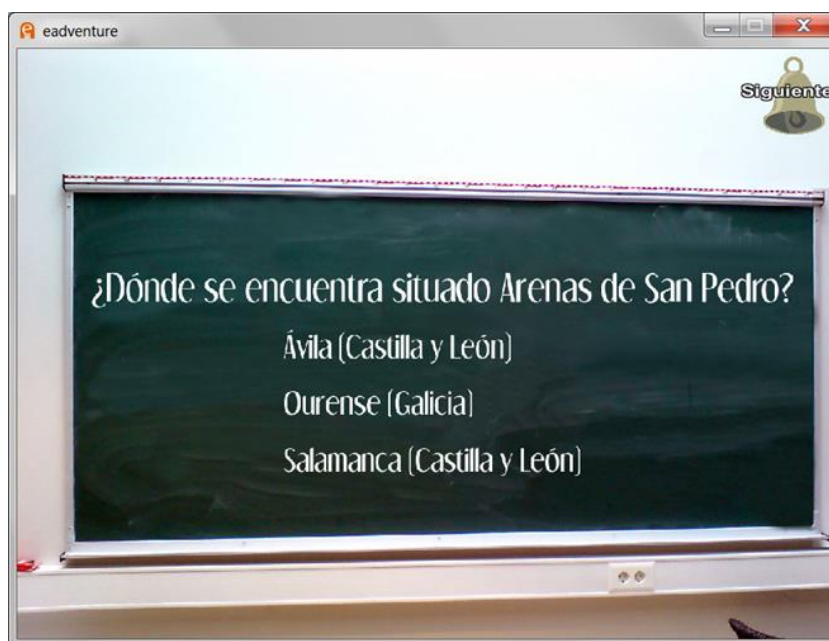 eadventure
Siguiente
¿Dónde se encuentra situado Arenas de San Pedro?
Ávila (Castilla y León)
Ourense (Galicia)
Salamanca (Castilla y León)